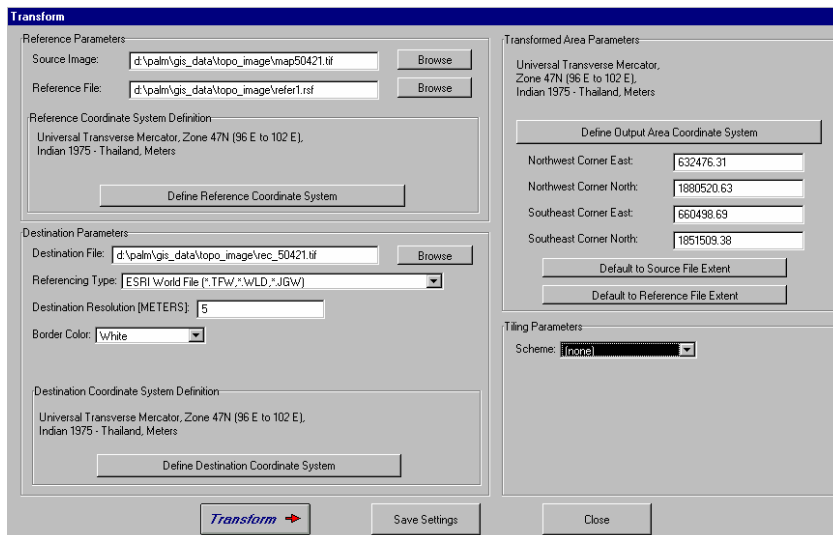 Transform
Reference Parameters
Source Image: d:\palm\gis_data\topo_image\map50421.tif Browse
Reference File: d:\palm\gis_data\topo_image\refer1.rsf Browse
Reference Coordinate System Definition
Universal Transverse Mercator, Zone 47N (96 E to 102 E),
Indian 1975 - Thailand, Meters
Define Reference Coordinate System
Destination Parameters
Destination File: d:\palm\gis_data\topo_image\rec_50421.tif Browse
Referencing Type: ESRI World File (*.TFW,*.WLD,*.JGW)
Destination Resolution [METERS]: 5
Border Color: White
Destination Coordinate System Definition
Universal Transverse Mercator, Zone 47N (96 E to 102 E),
Indian 1975 - Thailand, Meters
Define Destination Coordinate System
Transformed Area Parameters
Universal Transverse Mercator,
Zone 47N (96 E to 102 E),
Indian 1975 - Thailand, Meters
Define Output Area Coordinate System
Northwest Corner East: 632476.31
Northwest Corner North: 1880520.63
Southeast Corner East: 660498.69
Southeast Corner North: 1851509.38
Default to Source File Extent
Default to Reference File Extent
Tiling Parameters
Scheme: (none)
Transform
Save Settings
Close